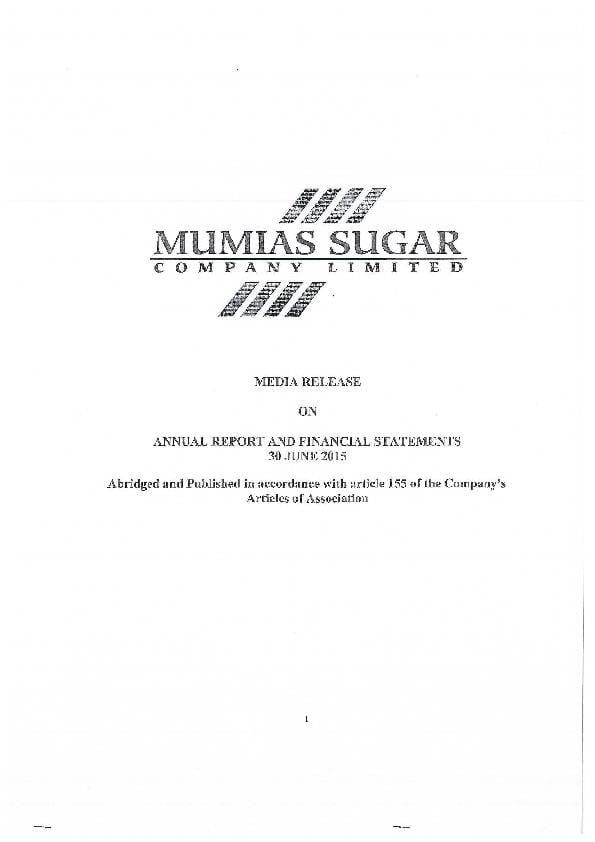 MUMIAS SUGAR
COMPANY LIMITED
MEDIA RELEASE
ON
ANNUAL REPORT AND FINANCIAL STATEMENTS
30 JUNE 2015
Abridged and Published in accordance with article 155 of the Company's
Articles of Association
1